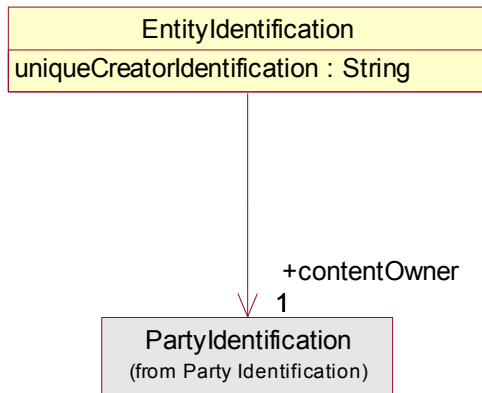 EntityIdentification
uniqueCreatorIdentification : String
+contentOwner
1
PartyIdentification
(from Party Identification)